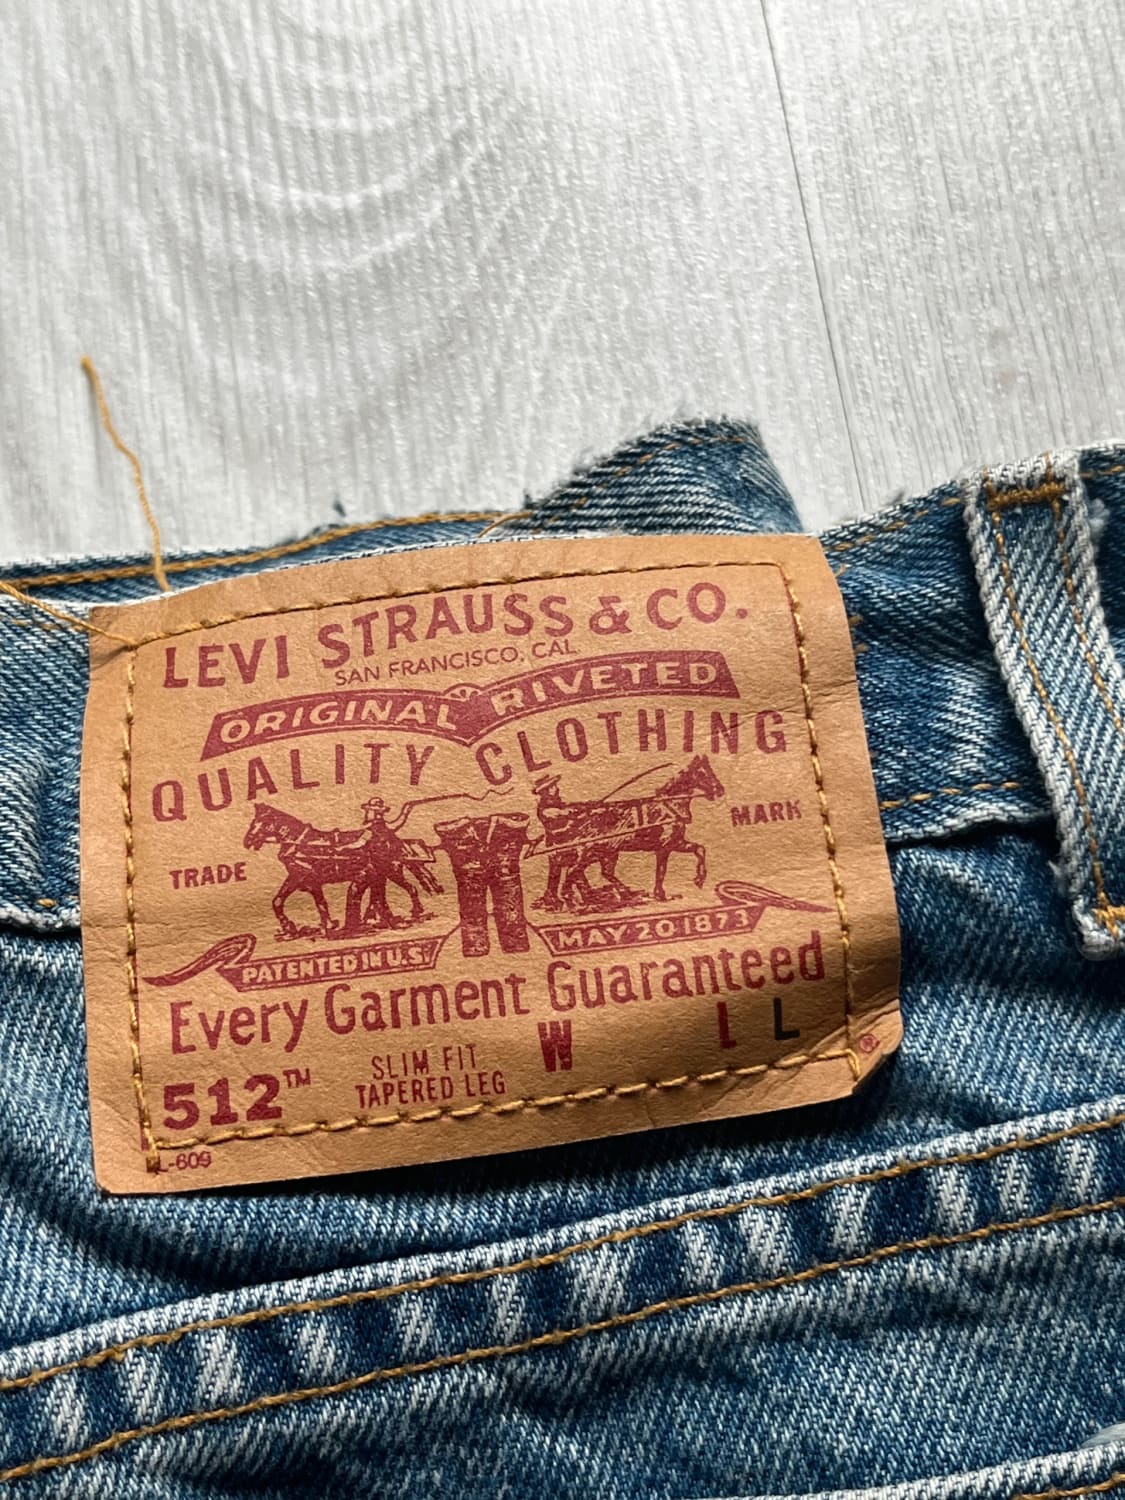 LEVI STRAUSS & CO.
SAN FRANCISCO, CAL.
ORIGINAL RIVETED
QUALITY CLOTHING
TRADE MARK
PATENTED IN U.S. MAY 20 1873
Every Garment Guaranteed
512™ SLIM FIT W L L ®
TAPERED LEG
L-609